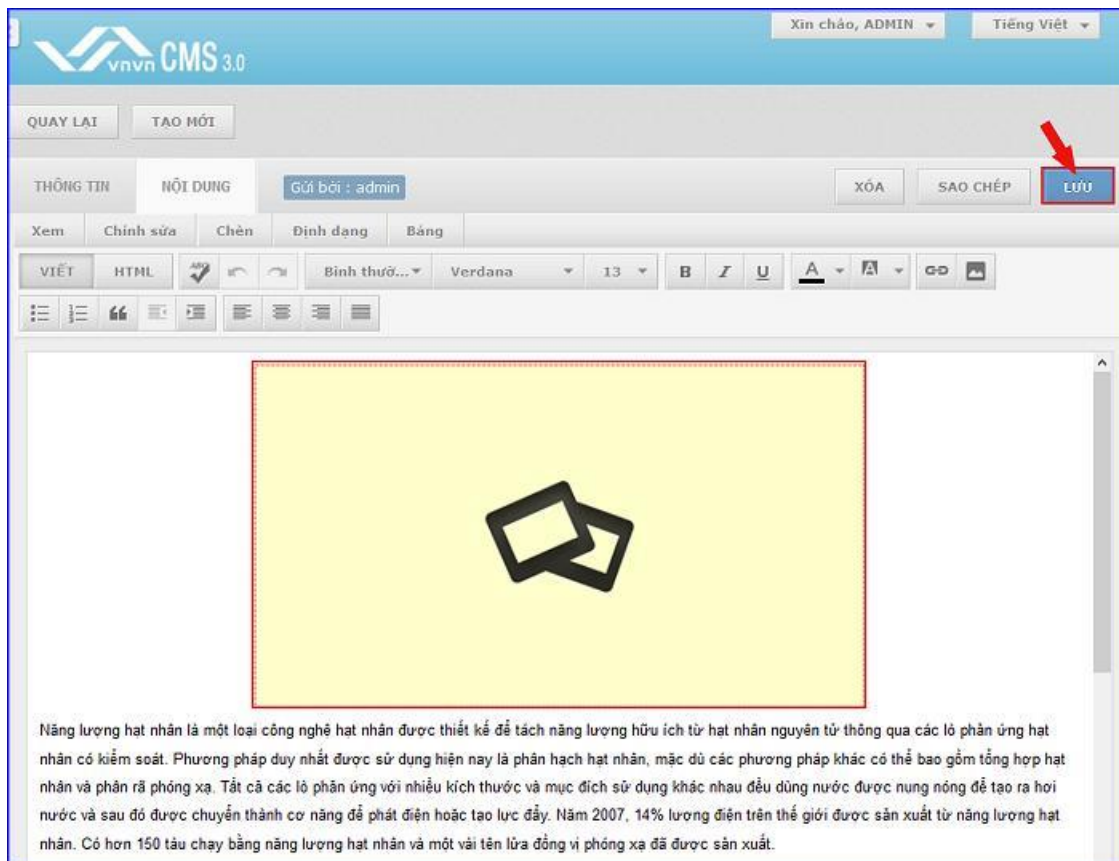 Xin chào, ADMIN
Tiếng Việt
vnvn CMS 3.0
QUAY LẠI
TẠO MỚI
THÔNG TIN
NỘI DUNG
Gửi bởi : admin
XÓA
SAO CHÉP
LƯU
Xem
Chỉnh sửa
Chèn
Định dạng
Bảng
VIẾT
HTML
ABC
Bình thườ...
Verdana
13
B
I
U
A
A
Năng lượng hạt nhân là một loại công nghệ hạt nhân được thiết kế để tách năng lượng hữu ích từ hạt nhân nguyên tử thông qua các lò phản ứng hạt
nhân có kiểm soát. Phương pháp duy nhất được sử dụng hiện nay là phân hạch hạt nhân, mặc dù các phương pháp khác có thể bao gồm tổng hợp hạt
nhân và phân rã phóng xạ. Tất cả các lò phản ứng với nhiều kích thước và mục đích sử dụng khác nhau đều dùng nước được nung nóng để tạo ra hơi
nước và sau đó được chuyển thành cơ năng để phát điện hoặc tạo lực đẩy. Năm 2007, 14% lượng điện trên thế giới được sản xuất từ năng lượng hạt
nhân. Có hơn 150 tàu chạy bằng năng lượng hạt nhân và một vài tên lửa đồng vị phóng xạ đã được sản xuất.